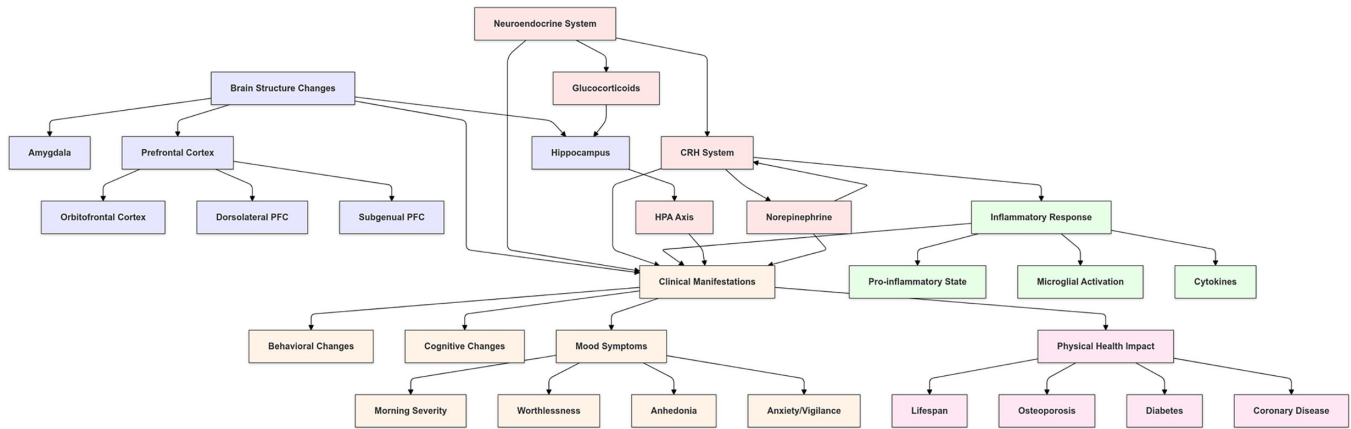 Neuroendocrine System
Brain Structure Changes
Glucocorticoids
Amygdala
Prefrontal Cortex
Hippocampus
CRH System
Orbitofrontal Cortex
Dorsolateral PFC
Subgenual PFC
HPA Axis
Norepinephrine
Inflammatory Response
Clinical Manifestations
Pro-inflammatory State
Microglial Activation
Cytokines
Behavioral Changes
Cognitive Changes
Mood Symptoms
Physical Health Impact
Morning Severity
Worthlessness
Anhedonia
Anxiety/Vigilance
Lifespan
Osteoporosis
Diabetes
Coronary Disease